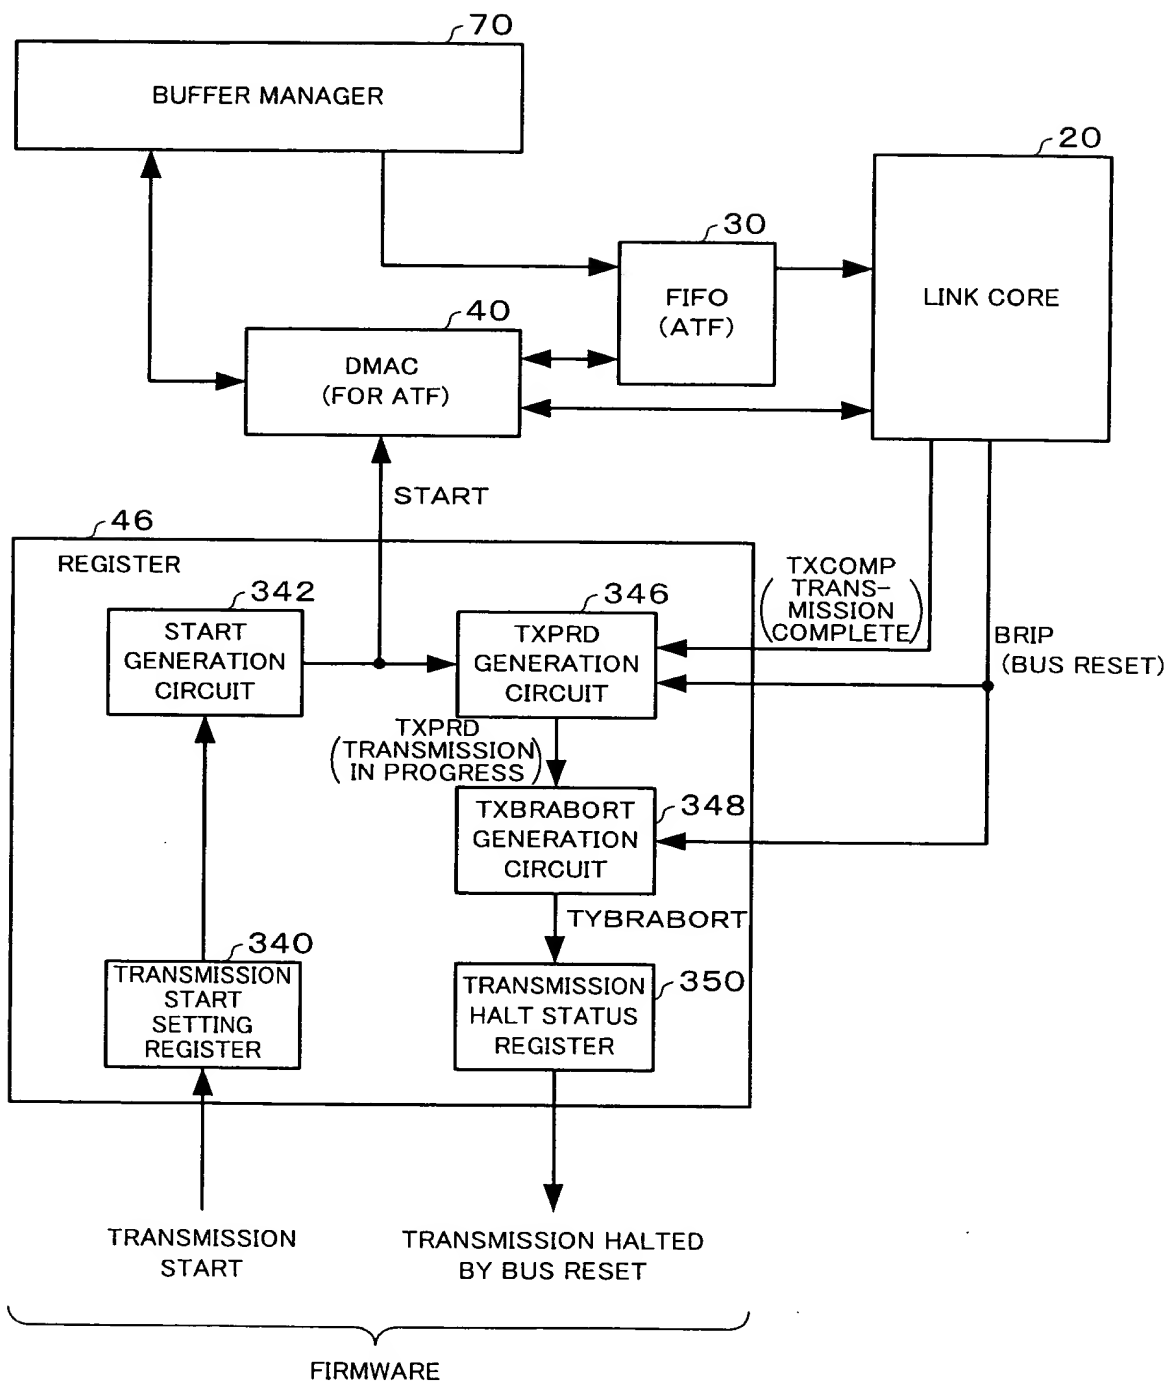 70
BUFFER MANAGER
20
LINK CORE
30
FIFO
(ATF)
40
DMAC
(FOR ATF)
START
46
REGISTER
342
START
GENERATION
CIRCUIT
346
TXPRD
GENERATION
CIRCUIT
TXCOMP
(TRANS-
MISSION
COMPLETE)
BRIP
(BUS RESET)
TXPRD
(TRANSMISSION
IN PROGRESS)
348
TXBRABORT
GENERATION
CIRCUIT
TYBRABORT
340
TRANSMISSION
START
SETTING
REGISTER
350
TRANSMISSION
HALT STATUS
REGISTER
TRANSMISSION
START
TRANSMISSION HALTED
BY BUS RESET
FIRMWARE